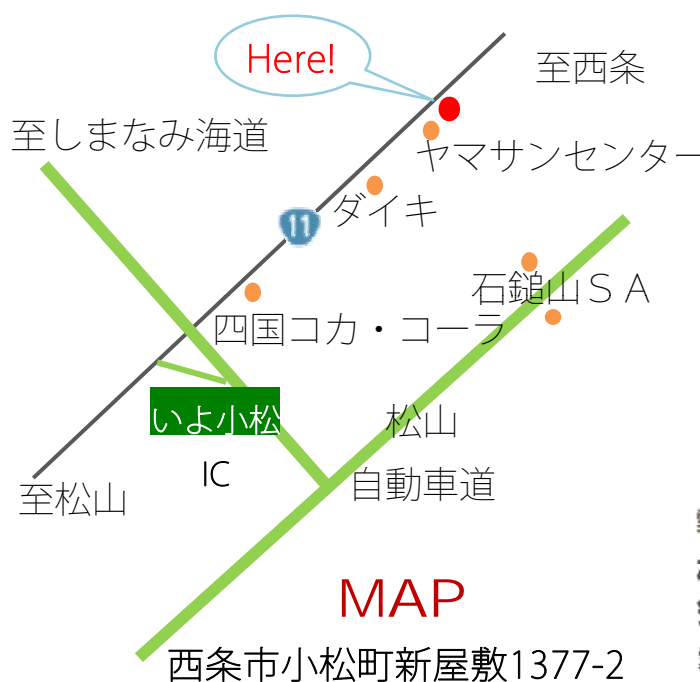 Here!
至西条
至しまなみ海道
ヤマサンセンター
ダイキ
11
石鎚山ＳＡ
四国コカ・コーラ
いよ小松
IC
松山
自動車道
至松山
MAP
西条市小松町新屋敷1377-2